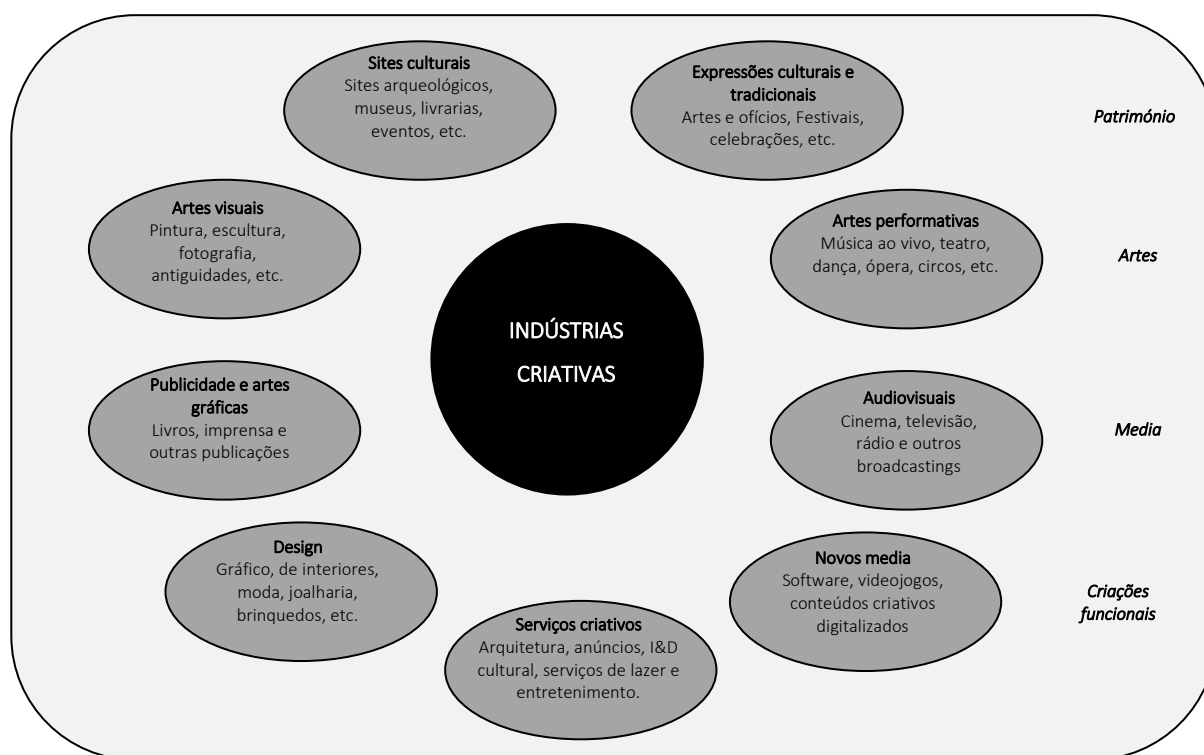 Sites culturais
Sites arqueológicos,
museus, livrarias,
eventos, etc.
Expressões culturais e
tradicionais
Artes e ofícios, Festivais,
celebrações, etc.
Património
Artes visuais
Pintura, escultura,
fotografia,
antiguidades, etc.
Artes performativas
Música ao vivo, teatro,
dança, ópera, circos, etc.
Artes
INDÚSTRIAS
CRIATIVAS
Publicidade e artes
gráficas
Livros, imprensa e
outras publicações
Audiovisuais
Cinema, televisão,
rádio e outros
broadcastings
Media
Design
Gráfico, de interiores,
moda, joalharia,
brinquedos, etc.
Serviços criativos
Arquitetura, anúncios, I&D
cultural, serviços de lazer e
entretenimento.
Novos media
Software, videojogos,
conteúdos criativos
digitalizados
Criações
funcionais